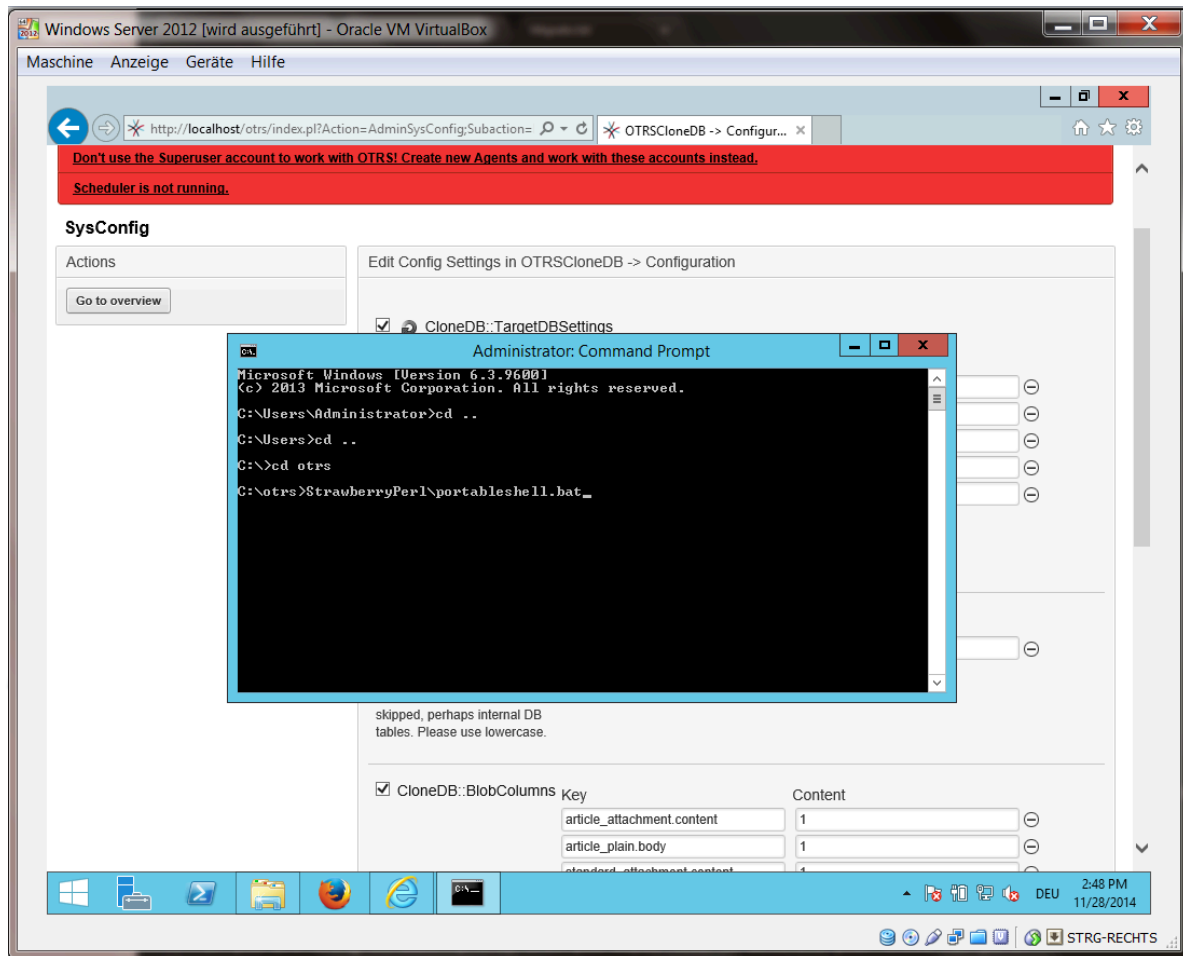 Windows Server 2012 [wird ausgeführt] - Oracle VM VirtualBox
Maschine Anzeige Geräte Hilfe
http://localhost/otrs/index.pl?Action=AdminSysConfig;Subaction=
OTRSCloneDB -> Configur...
Don't use the Superuser account to work with OTRS! Create new Agents and work with these accounts instead.
Scheduler is not running.
SysConfig
Actions
Go to overview
Edit Config Settings in OTRSCloneDB -> Configuration
CloneDB::TargetDBSettings
Administrator: Command Prompt
Microsoft Windows [Version 6.3.9600]
(c) 2013 Microsoft Corporation. All rights reserved.
C:\Users\Administrator>cd ..
C:\Users>cd ..
C:\>cd otrs
C:\otrs>StrawberryPerl\portableshell.bat_
skipped, perhaps internal DB
tables. Please use lowercase.
CloneDB::BlobColumns
Key Content
article_attachment.content 1
article_plain.body 1
standard_attachment.content 1
DEU
2:48 PM
11/28/2014
STRG-RECHTS